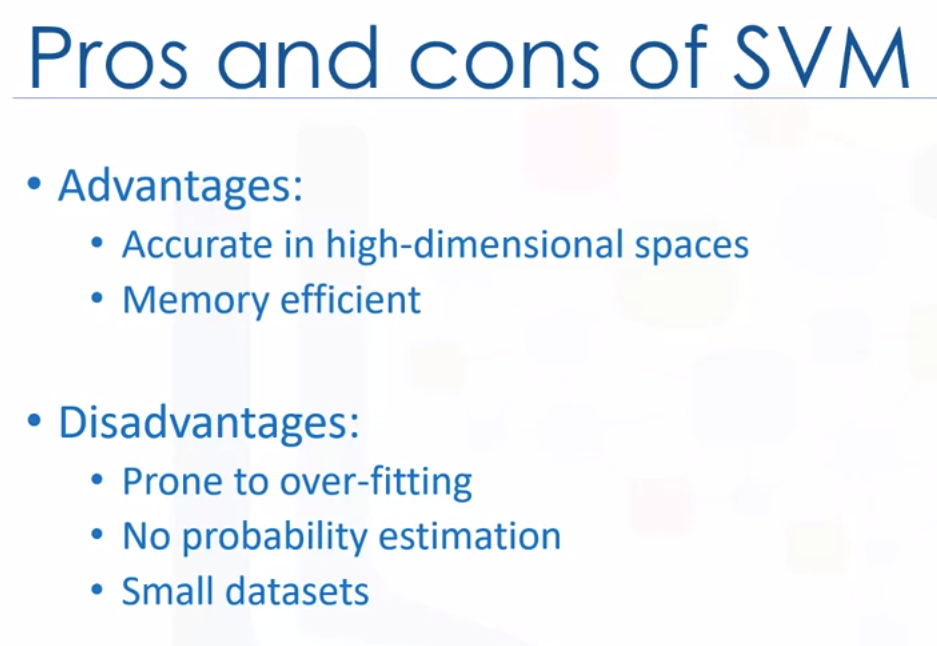 Pros and cons of SVM
• Advantages:
• Accurate in high-dimensional spaces
• Memory efficient
• Disadvantages:
• Prone to over-fitting
• No probability estimation
• Small datasets